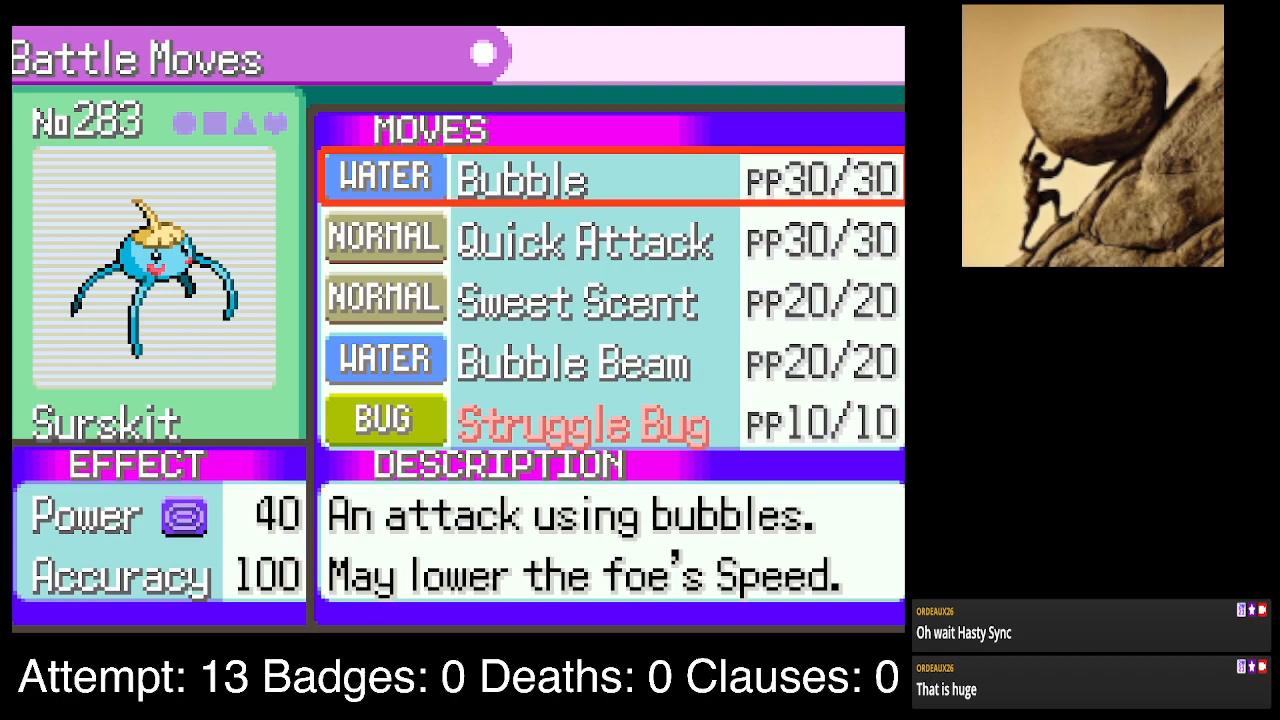 Battle Moves
No283
MOVES
WATER Bubble PP30/30
NORMAL Quick Attack PP30/30
NORMAL Sweet Scent PP20/20
WATER Bubble Beam PP20/20
BUG Struggle Bug PP10/10
Surskit
EFFECT
Power 40
Accuracy 100
DESCRIPTION
An attack using bubbles.
May lower the foe's Speed.
ORDEAUX26
Oh wait Hasty Sync
ORDEAUX26
That is huge
Attempt: 13 Badges: 0 Deaths: 0 Clauses: 0